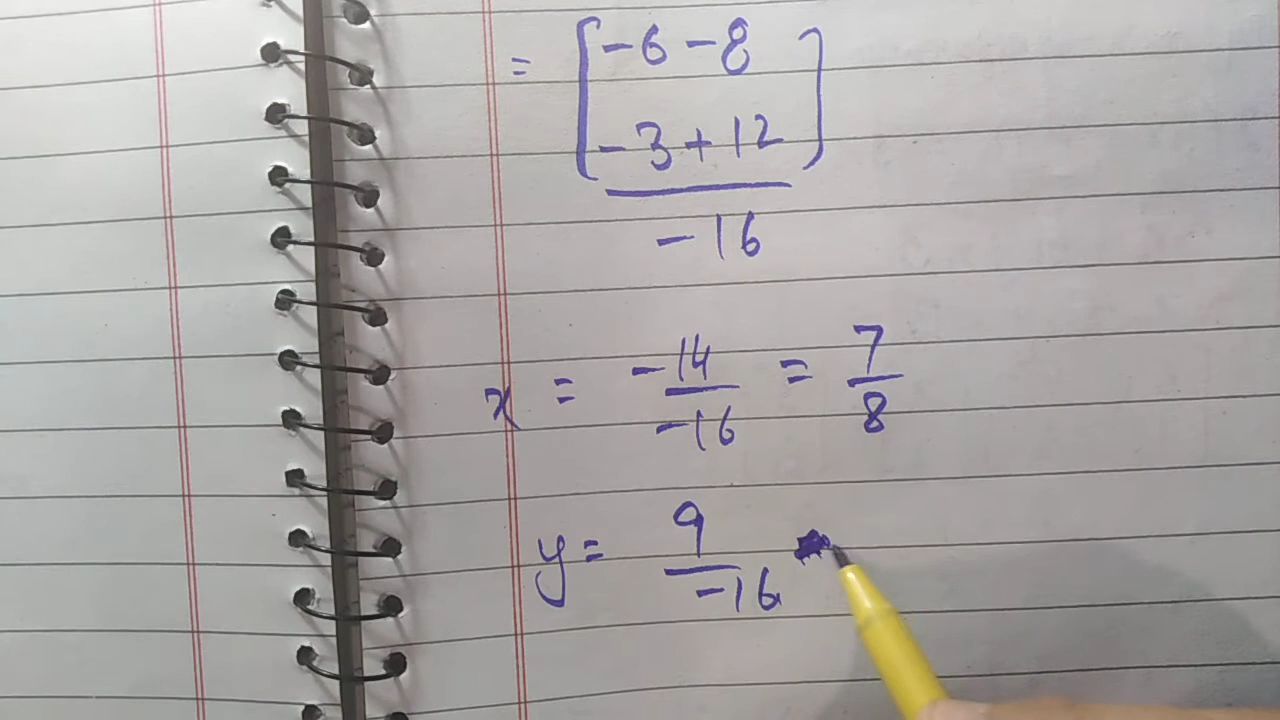 = [ -6 -8
-3 + 12 ]
-16
x = -14/-16 = 7/8
y = 9/-16